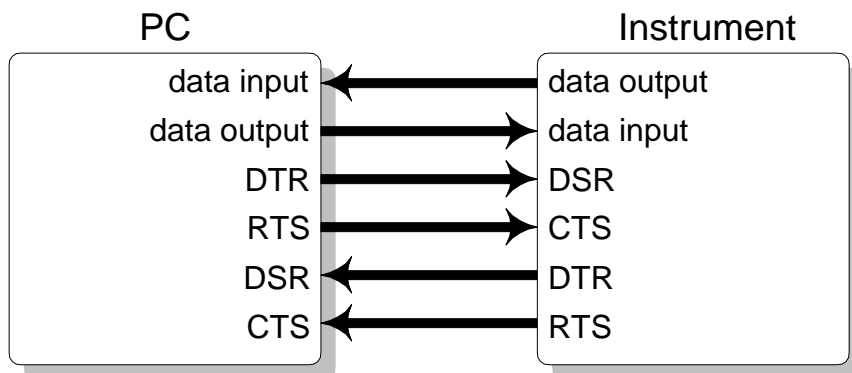 PC Instrument
data input data output
data output data input
DTR DSR
RTS CTS
DSR DTR
CTS RTS